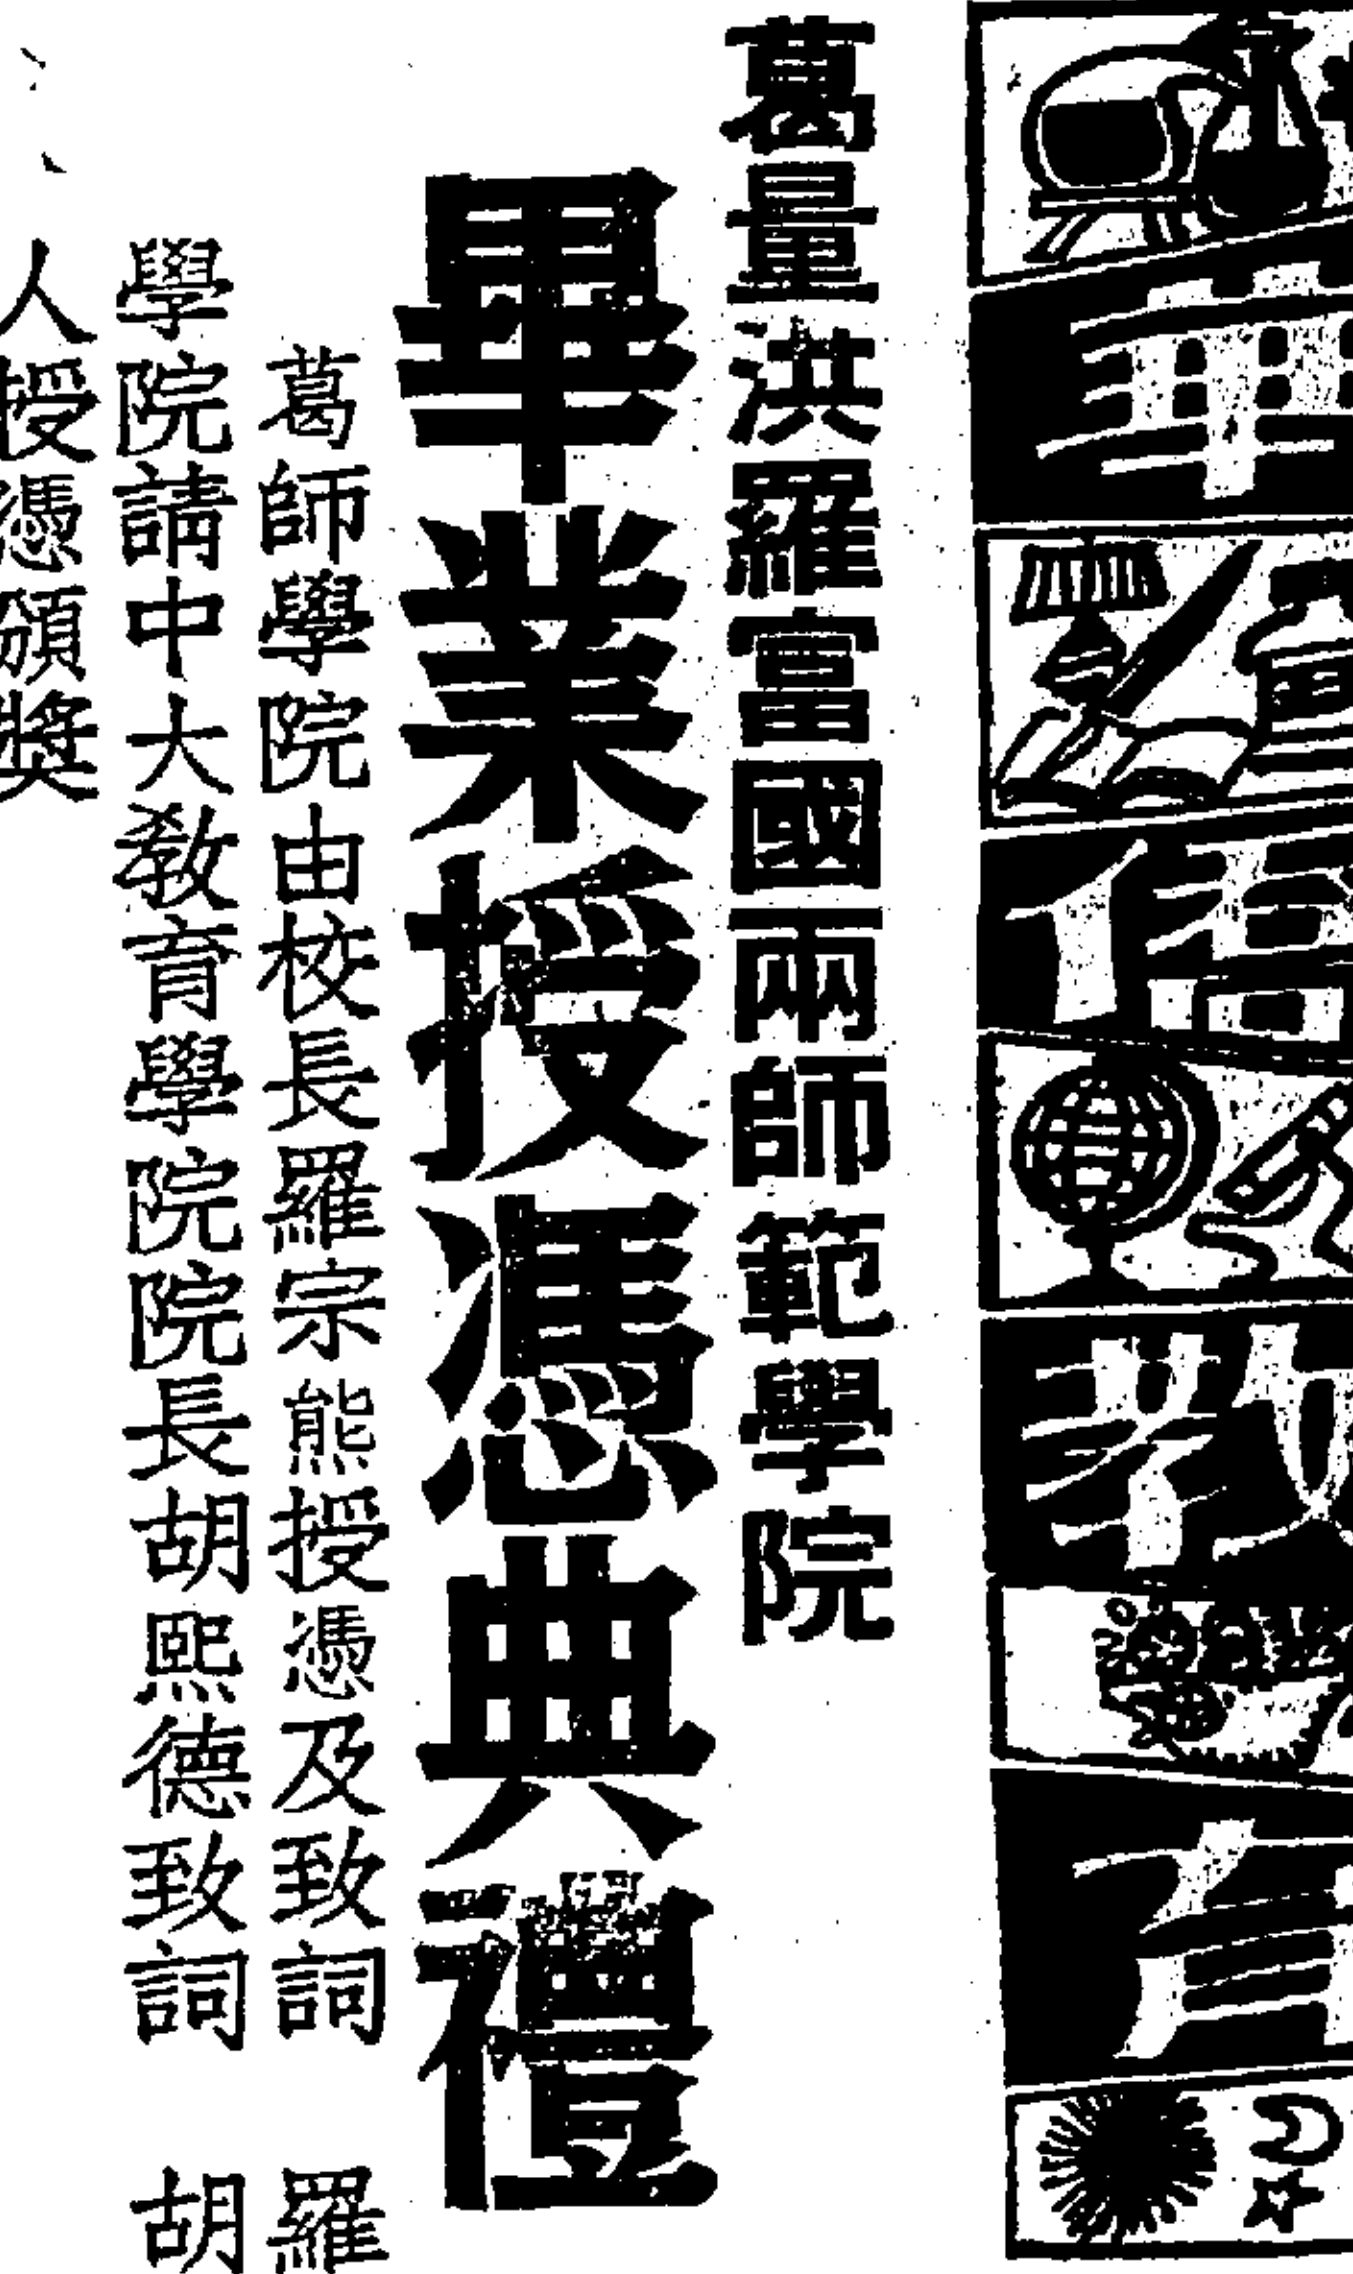 華僑教育
葛量洪羅富國兩師範學院
畢業授憑典禮
葛師學院由校長羅宗熊授憑及致詞 羅
學院請中大教育學院院長胡熙德致詞 胡
人授憑頒獎